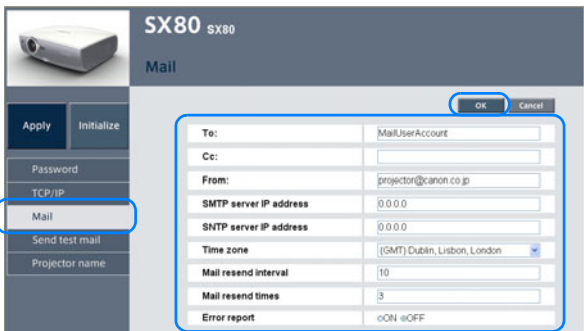 SX80 SX80
Mail
OK Cancel
Apply Initialize
Password
TCP/IP
Mail
Send test mail
Projector name
To: MailUserAccount
Cc:
From: projector@canon.co.jp
SMTP server IP address 0.0.0.0
SNTP server IP address 0.0.0.0
Time zone (GMT) Dublin, Lisbon, London
Mail resend interval 10
Mail resend times 3
Error report ON OFF